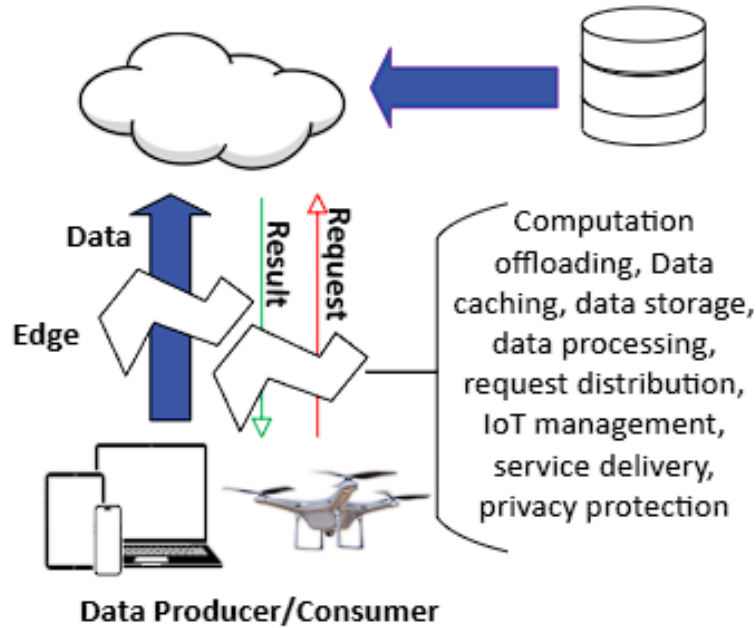 Data
Result
Request
Edge
Computation
offloading, Data
caching, data storage,
data processing,
request distribution,
IoT management,
service delivery,
privacy protection
Data Producer/Consumer